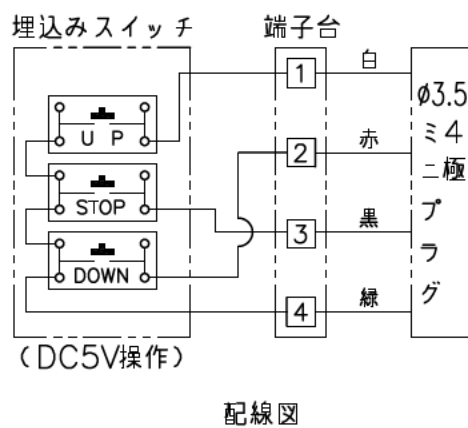 埋込みスイッチ
端子台
1
白
UP
2
赤
STOP
3
黒
DOWN
4
緑
φ3.5
ミ4
ニ極
プ
ラ
グ
(DC5V操作)
配線図